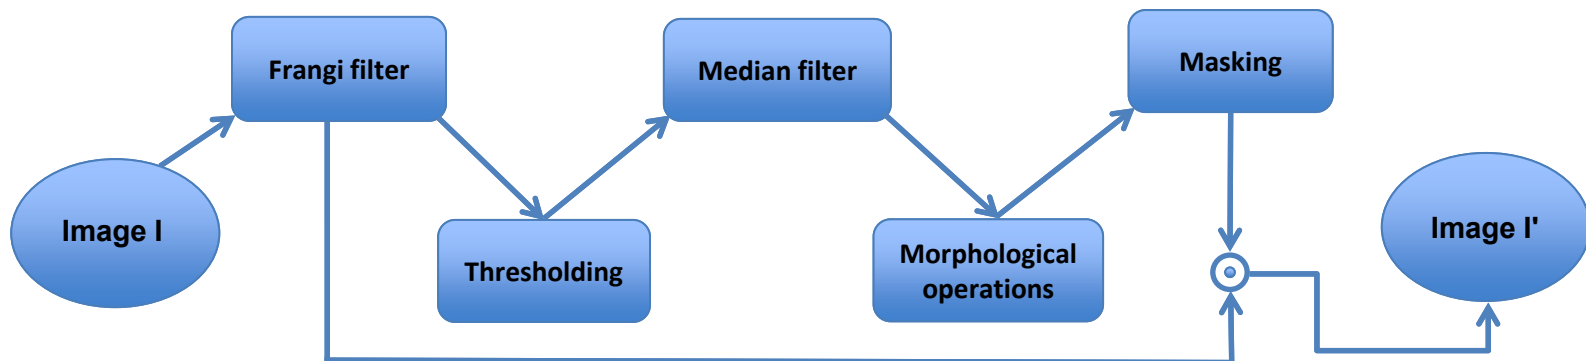 Image I
Frangi filter
Thresholding
Median filter
Morphological
operations
Masking
Image I'